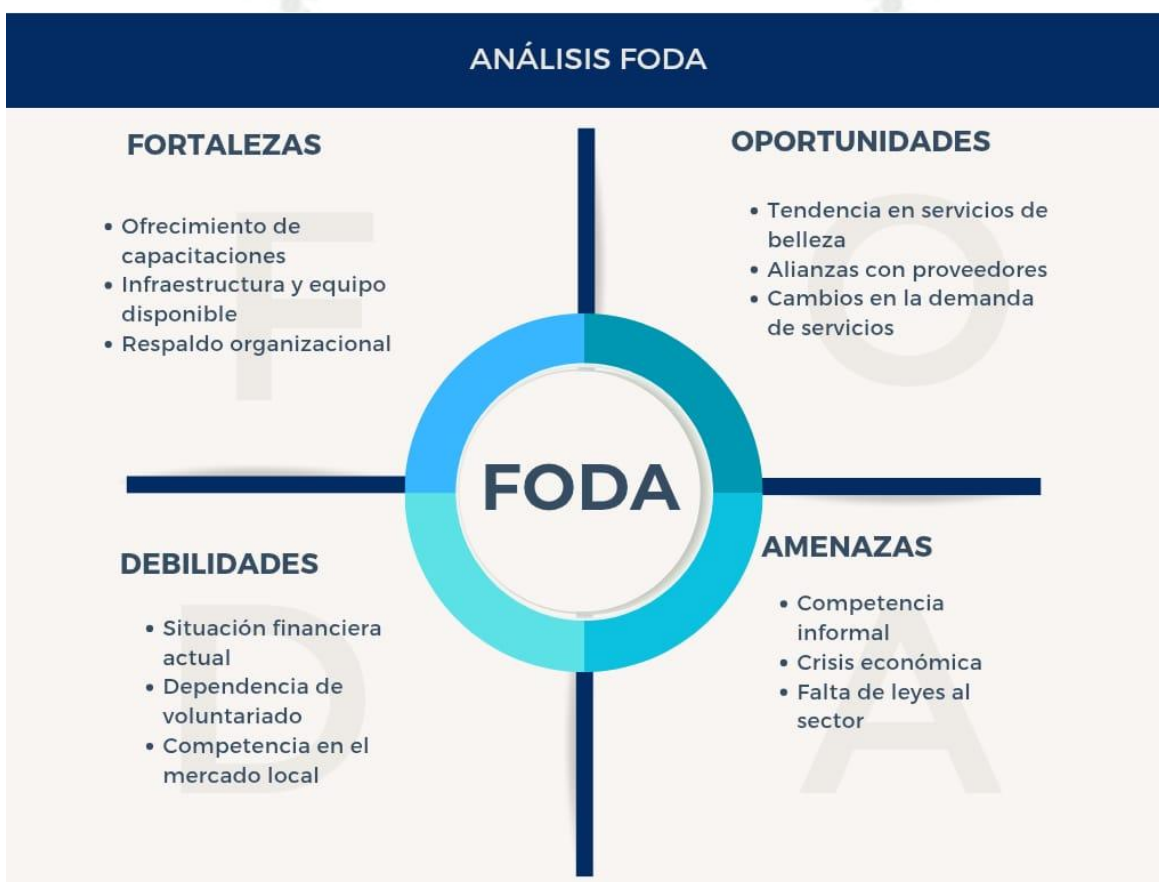 ANÁLISIS FODA
FORTALEZAS
• Ofrecimiento de
capacitaciones
• Infraestructura y equipo
disponible
• Respaldo organizacional
F
OPORTUNIDADES
• Tendencia en servicios de
belleza
• Alianzas con proveedores
• Cambios en la demanda
de servicios
O
FODA
DEBILIDADES
• Situación financiera
actual
• Dependencia de
voluntariado
• Competencia en el
mercado local
D
AMENAZAS
• Competencia
informal
• Crisis económica
• Falta de leyes al
sector
A